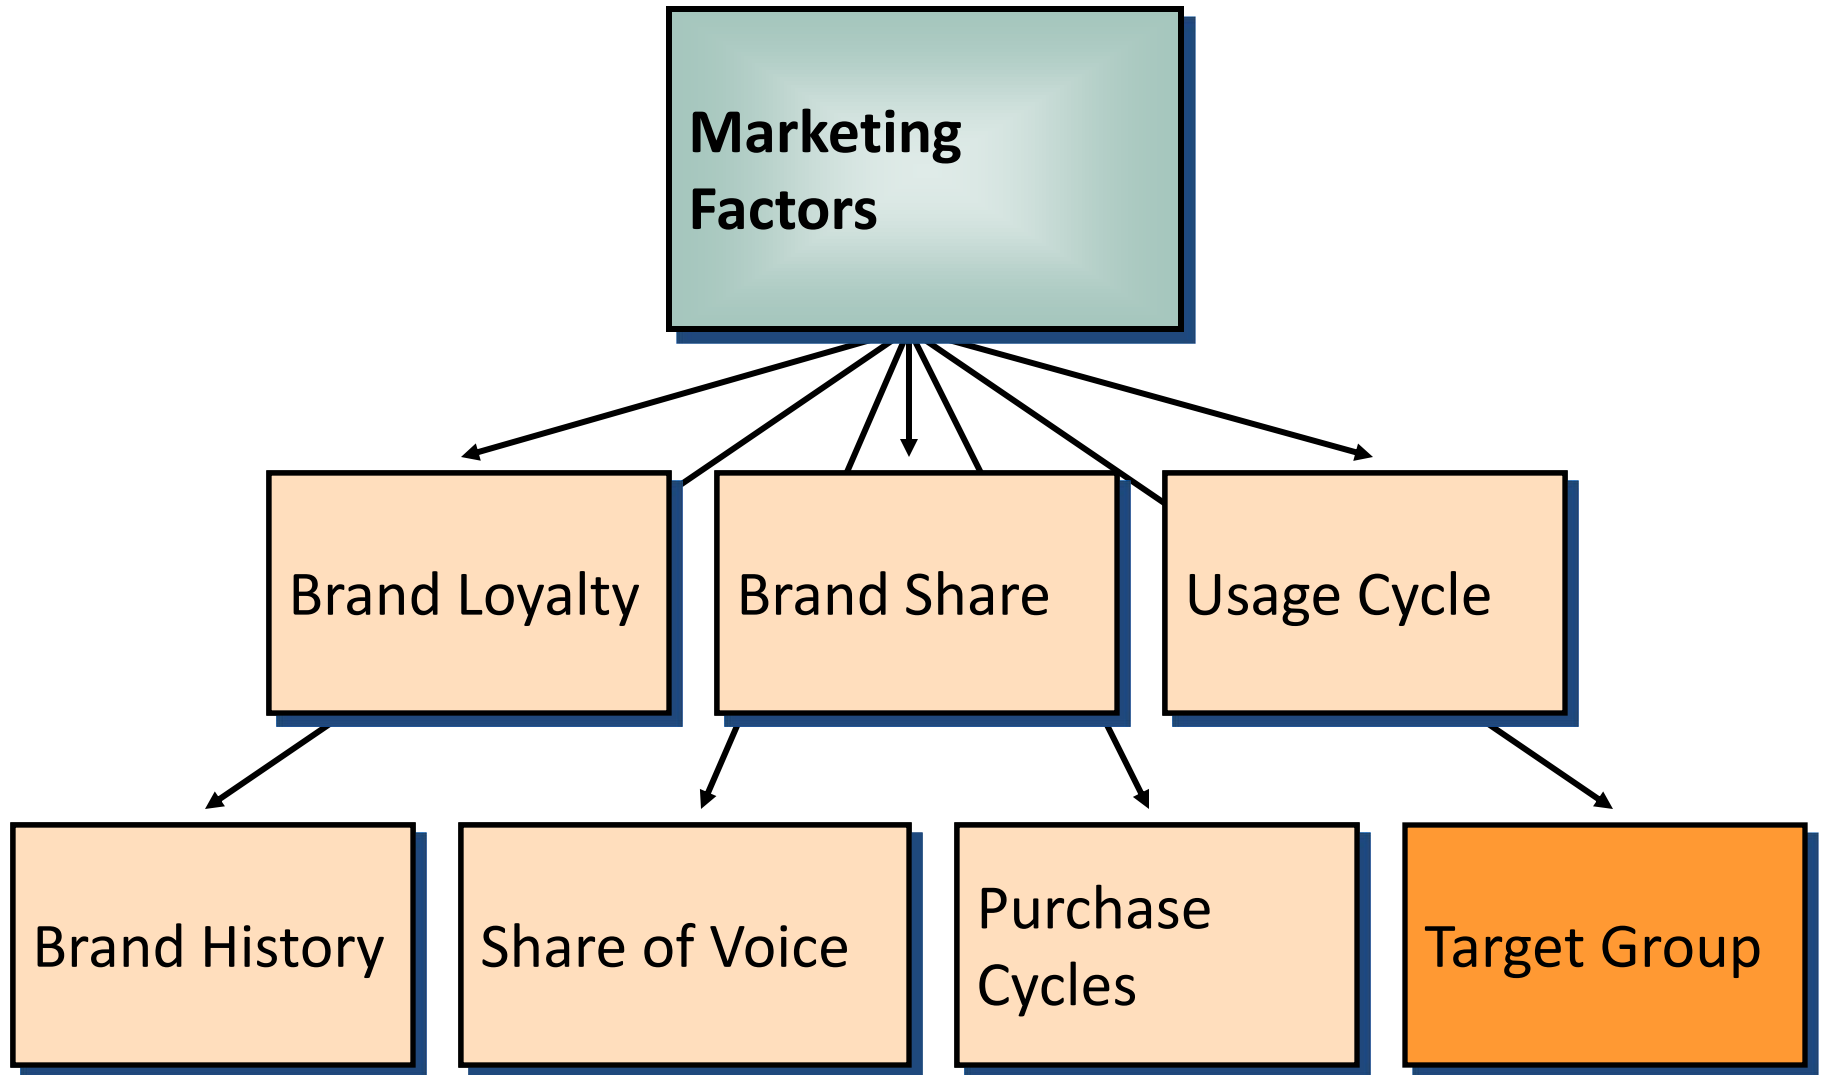 Marketing
Factors
Brand Loyalty
Brand Share
Usage Cycle
Brand History
Share of Voice
Purchase
Cycles
Target Group